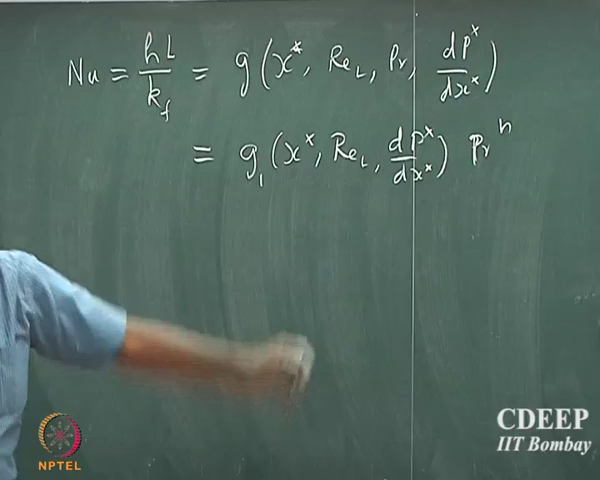 Nu = hL/k_f = g(x*, Re_L, Pr, dP*/dx*)
= g_1(x*, Re_L, dP*/dx*) Pr^n
CDEEP
IIT Bombay
NPTEL